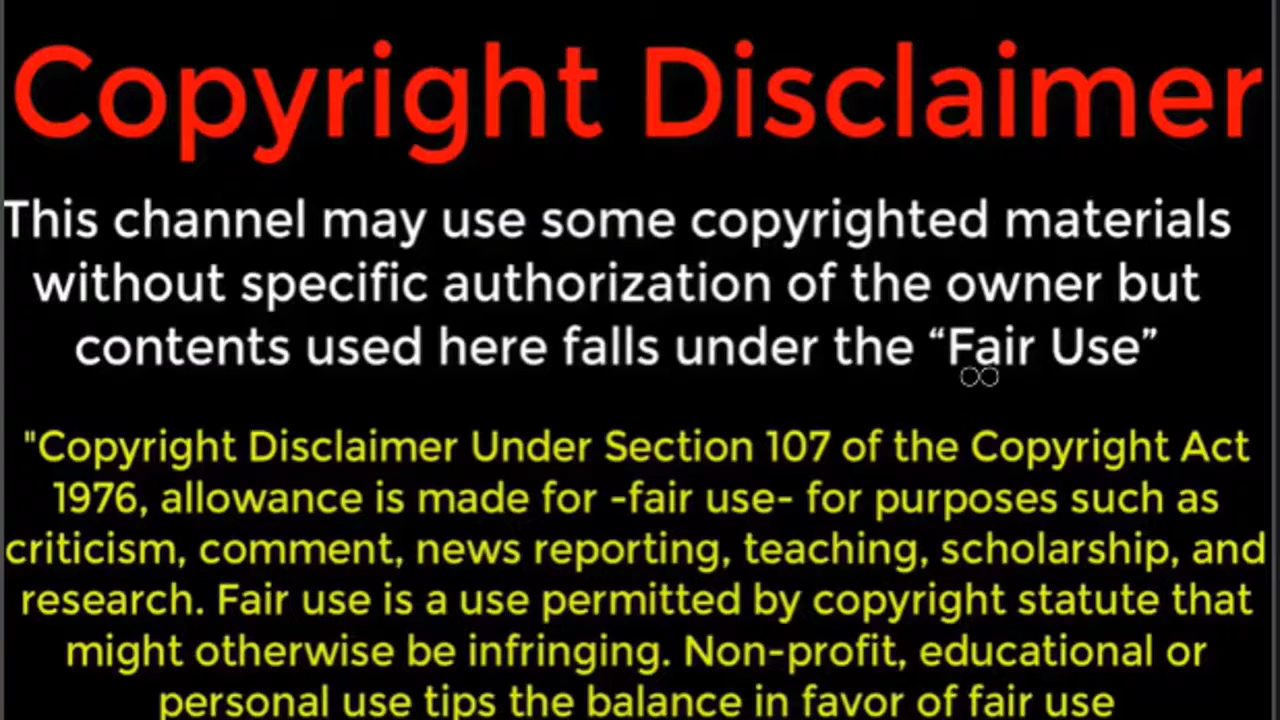 Copyright Disclaimer
This channel may use some copyrighted materials
without specific authorization of the owner but
contents used here falls under the “Fair Use”
"Copyright Disclaimer Under Section 107 of the Copyright Act
1976, allowance is made for -fair use- for purposes such as
criticism, comment, news reporting, teaching, scholarship, and
research. Fair use is a use permitted by copyright statute that
might otherwise be infringing. Non-profit, educational or
personal use tips the balance in favor of fair use